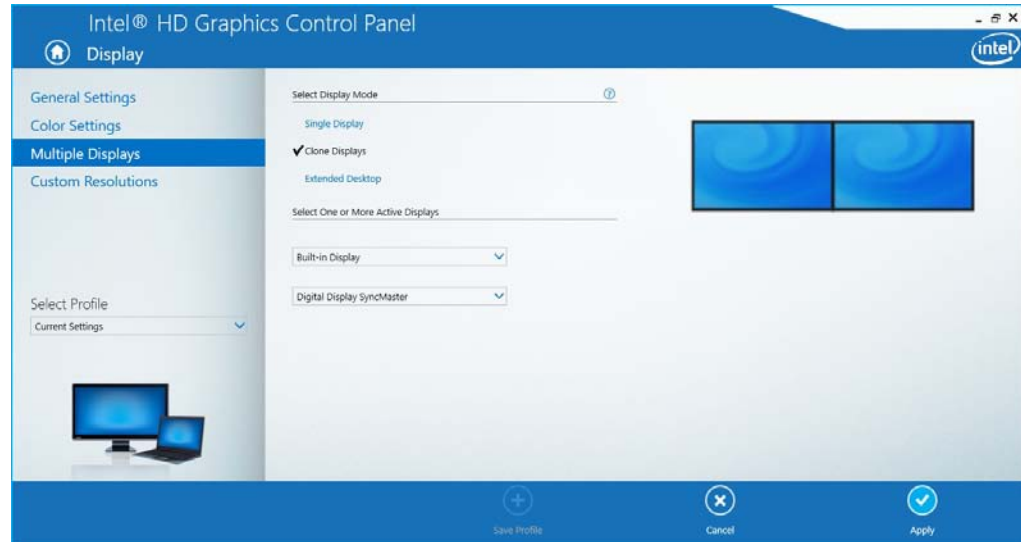 Intel® HD Graphics Control Panel
Display
intel
General Settings
Color Settings
Multiple Displays
Custom Resolutions
Select Profile
Current Settings
Select Display Mode
Single Display
Clone Displays
Extended Desktop
Select One or More Active Displays
Built-in Display
Digital Display SyncMaster
Save Profile
Cancel
Apply